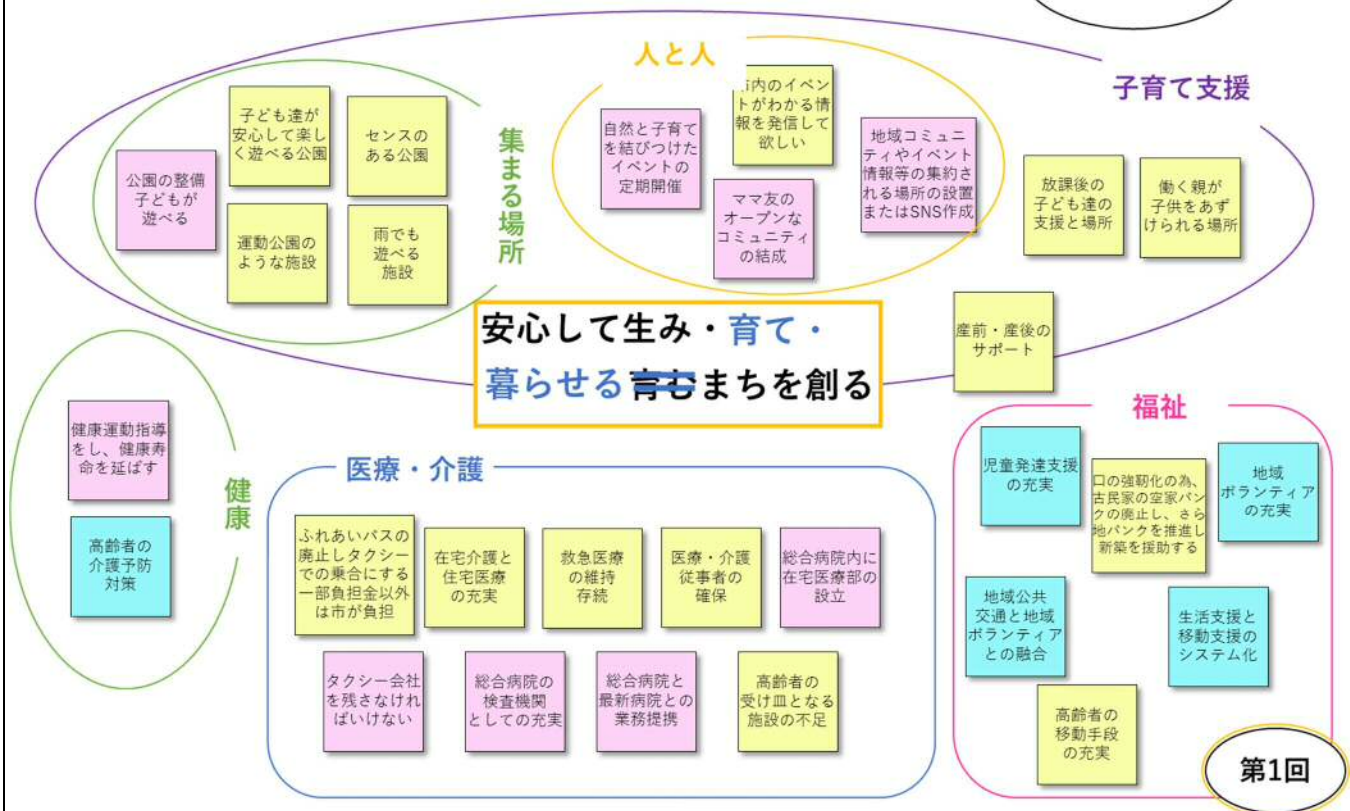 人と人
子育て支援
集まる場所
子ども達が
安心して楽し
く遊べる公園
センスの
ある公園
公園の整備
子どもが
遊べる
運動公園の
ような施設
雨でも
遊べる
施設
自然と子育て
を結びつけた
イベントの
定期開催
市内のイベン
トがわかる情
報を発信して
欲しい
ママ友の
オープンな
コミュニティ
の結成
地域コミュニ
ティやイベント
情報等の集約さ
れる場所の設置
またはSNS作成
放課後の
子ども達の
支援と場所
働く親が
子供をあず
けられる場所
産前・産後の
サポート
安心して生み・育て・
暮らせる育むまちを創る
健康
健康運動指導
をし、健康寿
命を延ばす
高齢者の
介護予防
対策
医療・介護
ふれあいバスの
廃止しタクシー
での乗合にする
一部負担金以外
は市が負担
在宅介護と
住宅医療
の充実
救急医療
の維持
存続
医療・介護
従事者の
確保
総合病院内に
在宅医療部の
設立
タクシー会社
を残さなけれ
ばいけない
総合病院の
検査機関
としての充実
総合病院と
最新病院との
業務提携
高齢者の
受け皿となる
施設の不足
福祉
児童発達支援
の充実
口の強靭化の為、
古民家の空家バン
クの廃止し、さら
地バンクを推進し
新築を援助する
地域
ボランティア
の充実
地域公共
交通と地域
ボランティア
との融合
生活支援と
移動支援の
システム化
高齢者の
移動手段
の充実
第1回